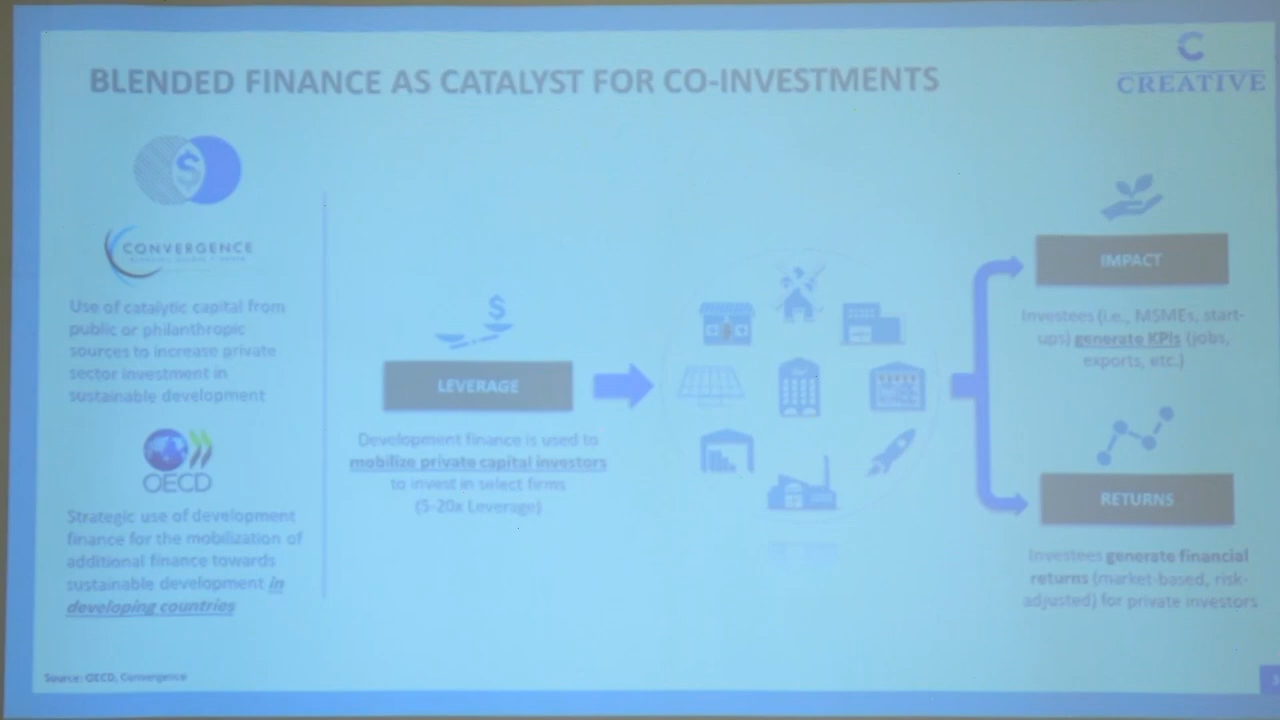 BLENDED FINANCE AS CATALYST FOR CO-INVESTMENTS
C
CREATIVE
$
CONVERGENCE
Use of catalytic capital from
public or philanthropic
sources to increase private
sector investment in
sustainable development
OECD
Strategic use of development
finance for the mobilization of
additional finance towards
sustainable development in
developing countries
$
LEVERAGE
Development finance is used to
mobilize private capital investors
to invest in select firms
(5-20x Leverage)
IMPACT
Investees (i.e., MSMEs, start-
ups) generate KPIs (jobs,
exports, etc.)
RETURNS
Investees generate financial
returns (market-based, risk-
adjusted) for private investors
Source: OECD, Convergence